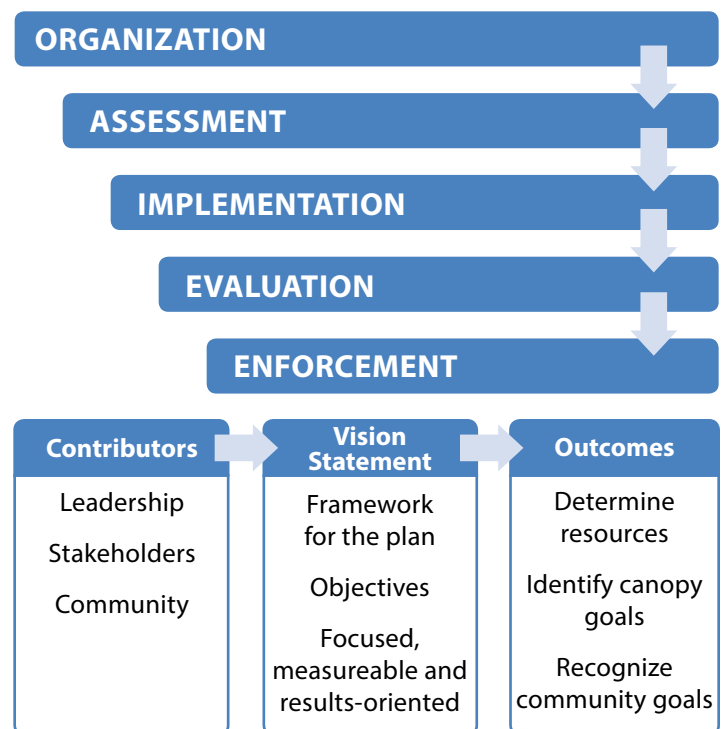 ORGANIZATION
ASSESSMENT
IMPLEMENTATION
EVALUATION
ENFORCEMENT
Contributors
Leadership
Stakeholders
Community
Vision
Statement
Framework
for the plan
Objectives
Focused,
measureable and
results-oriented
Outcomes
Determine
resources
Identify canopy
goals
Recognize
community goals